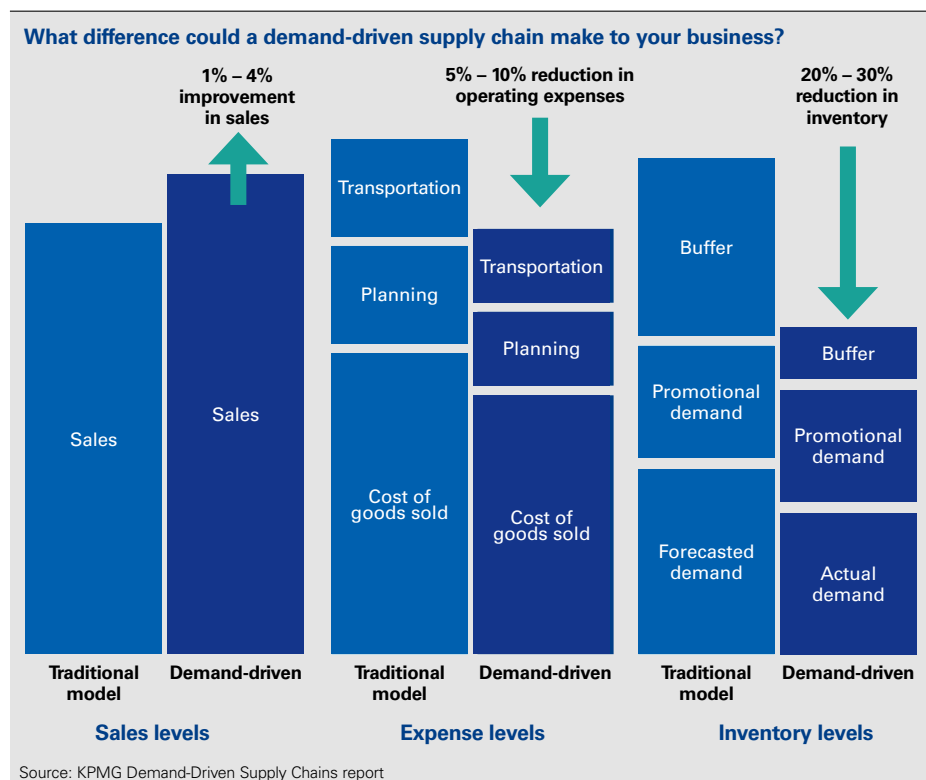 What difference could a demand-driven supply chain make to your business?
1% – 4%
improvement
in sales
5% – 10% reduction in
operating expenses
20% – 30%
reduction in
inventory
Sales
Sales
Transportation
Planning
Cost of
goods sold
Transportation
Planning
Cost of
goods sold
Buffer
Promotional
demand
Forecasted
demand
Buffer
Promotional
demand
Actual
demand
Traditional
model
Demand-driven
Traditional
model
Demand-driven
Traditional
model
Demand-driven
Sales levels
Expense levels
Inventory levels
Source: KPMG Demand-Driven Supply Chains report